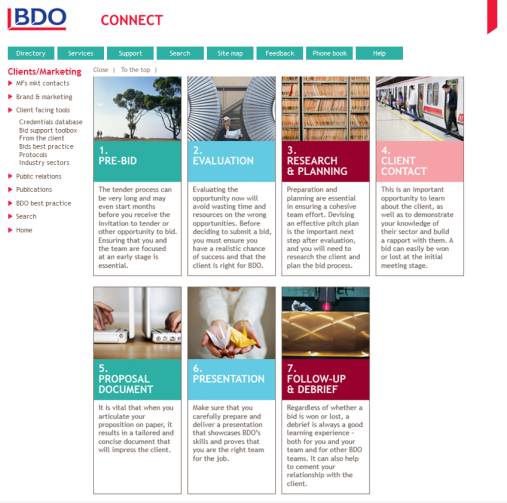 BDO
CONNECT
Directory
Services
Support
Search
Site map
Feedback
Phone book
Help
Clients/Marketing
MFs mkt contacts
Brand & marketing
Client facing tools
Credentials database
Bid support toolbox
From the client
Bids best practice
Protocols
Industry sectors
Public relations
Publications
BDO best practice
Search
Home
Close | To the top |
1.
PRE-BID
The tender process can
be very long and may
even start months
before you receive the
invitation to tender or
other opportunity to bid.
Ensuring that you and
the team are focused
at an early stage is
essential.
2.
EVALUATION
Evaluating the
opportunity now will
avoid wasting time and
resources on the wrong
opportunities. Before
deciding to submit a bid,
you must ensure you
have a realistic chance
of success and that the
client is right for BDO.
3.
RESEARCH
& PLANNING
Preparation and
planning are essential
in ensuring a cohesive
team effort. Devising
an effective pitch plan
is the important next
step after evaluation,
and you will need to
research the client and
plan the bid process.
4.
CLIENT
CONTACT
This is an important
opportunity to learn
about the client, as
well as to demonstrate
your knowledge of
their sector and build
a rapport with them. A
bid can easily be won
or lost at the initial
meeting stage.
5.
PROPOSAL
DOCUMENT
It is vital that when you
articulate your
proposition on paper, it
results in a tailored and
concise document that
will impress the client.
6.
PRESENTATION
Make sure that you
carefully prepare and
deliver a presentation
that showcases BDO's
skills and proves that
you are the right team
for the job.
7.
FOLLOW-UP
& DEBRIEF
Regardless of whether a
bid is won or lost, a
debrief is always a good
learning experience -
both for you and your
team and for other BDO
teams. It can also help
to cement your
relationship with the
client.